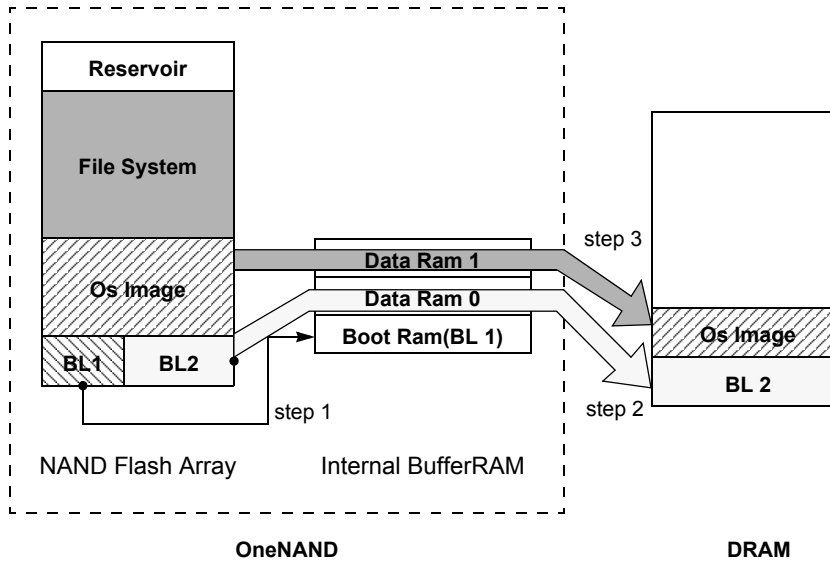 Reservoir
File System
step 3
Data Ram 1
Os Image
Data Ram 0
Os Image
Boot Ram(BL 1)
BL1
BL2
BL 2
step 1
step 2
NAND Flash Array
Internal BufferRAM
OneNAND
DRAM